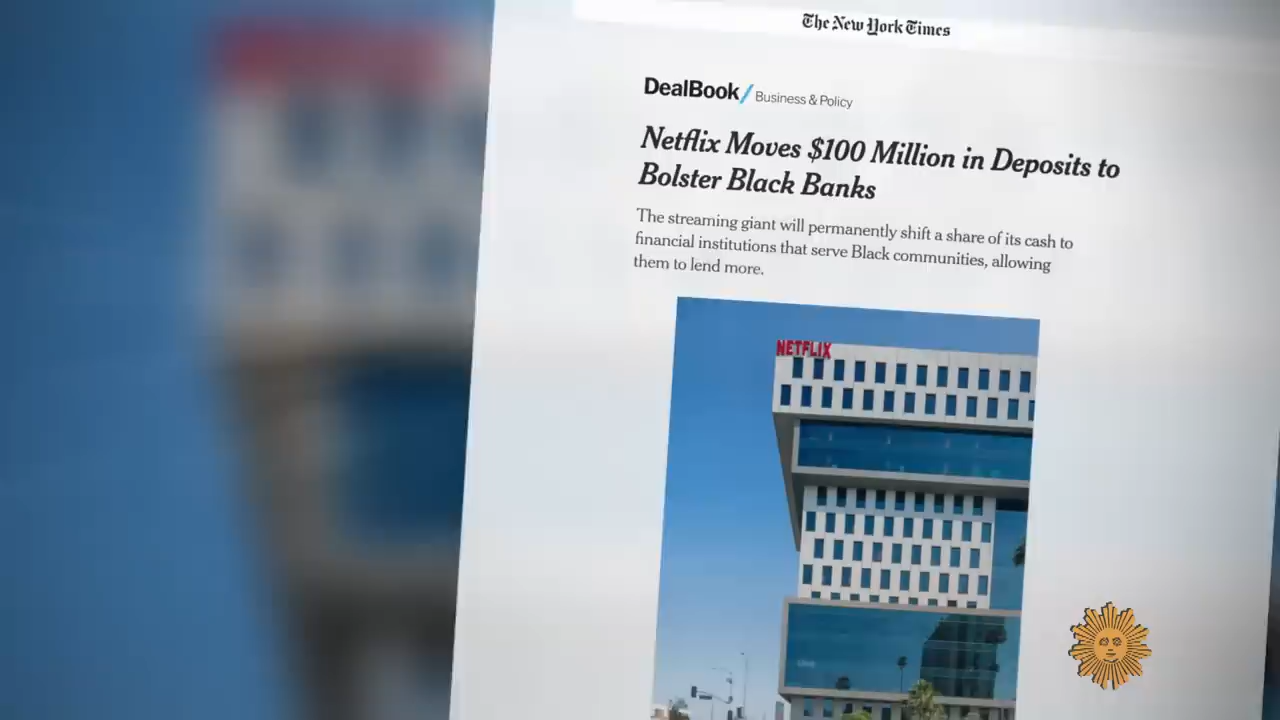 The New York Times
DealBook/ Business & Policy
Netflix Moves $100 Million in Deposits to
Bolster Black Banks
The streaming giant will permanently shift a share of its cash to
financial institutions that serve Black communities, allowing
them to lend more.
NETFLIX